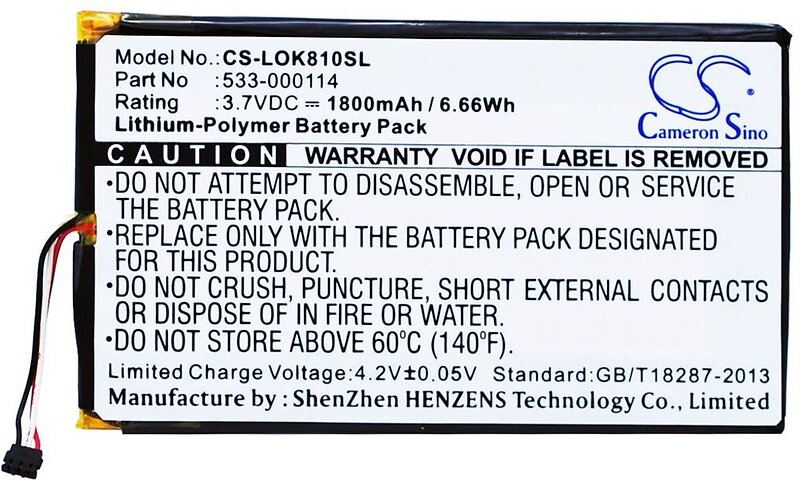 Model No.:CS-LOK810SL
Part No :533-000114
Rating :3.7VDC ⎓ 1800mAh / 6.66Wh
Lithium-Polymer Battery Pack
CS
®
Cameron Sino
CAUTION WARRANTY VOID IF LABEL IS REMOVED
·DO NOT ATTEMPT TO DISASSEMBLE, OPEN OR SERVICE
THE BATTERY PACK.
·REPLACE ONLY WITH THE BATTERY PACK DESIGNATED
FOR THIS PRODUCT.
·DO NOT CRUSH, PUNCTURE, SHORT EXTERNAL CONTACTS
OR DISPOSE OF IN FIRE OR WATER.
·DO NOT STORE ABOVE 60°C (140°F).
Limited Charge Voltage:4.2V±0.05V Standard:GB/T18287-2013
Manufacture by : ShenZhen HENZENS Technology Co., Limited